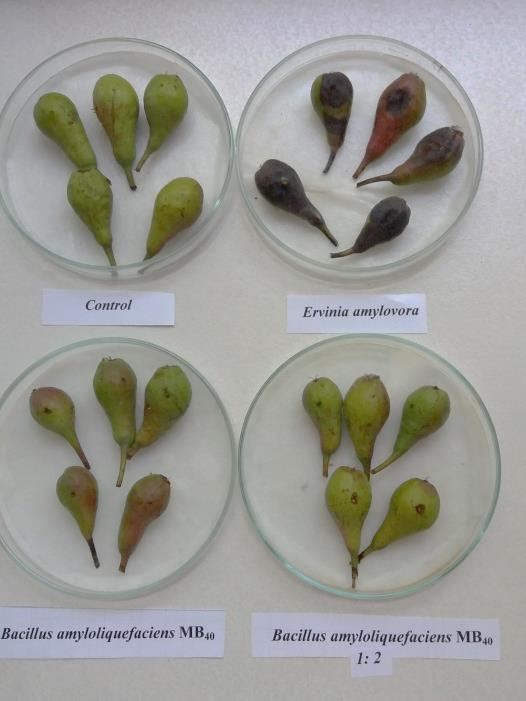 Control
Ervinia amylovora
Bacillus amyloliquefaciens MB₄₀
Bacillus amyloliquefaciens MB₄₀
1: 2